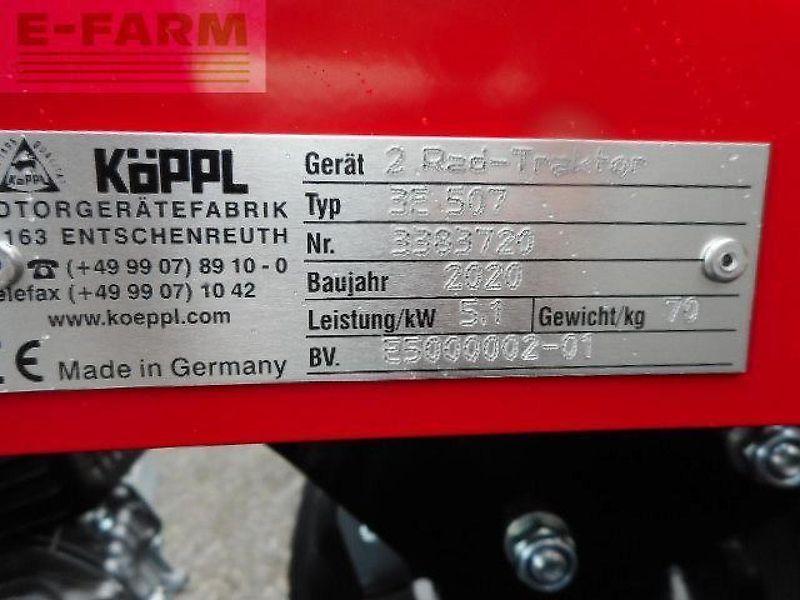 E-FARM
KÖPPL
OTORGERÄTEFABRIK
163 ENTSCHENREUTH
☎ (+49 99 07) 89 10 - 0
elefax (+49 99 07) 10 42
www.koeppl.com
CE Made in Germany
Gerät 2 Rad-Traktor
Typ 3E 507
Nr. 3383720
Baujahr 2020
Leistung/kW 5.1 Gewicht/kg 70
BV. E5000002-01